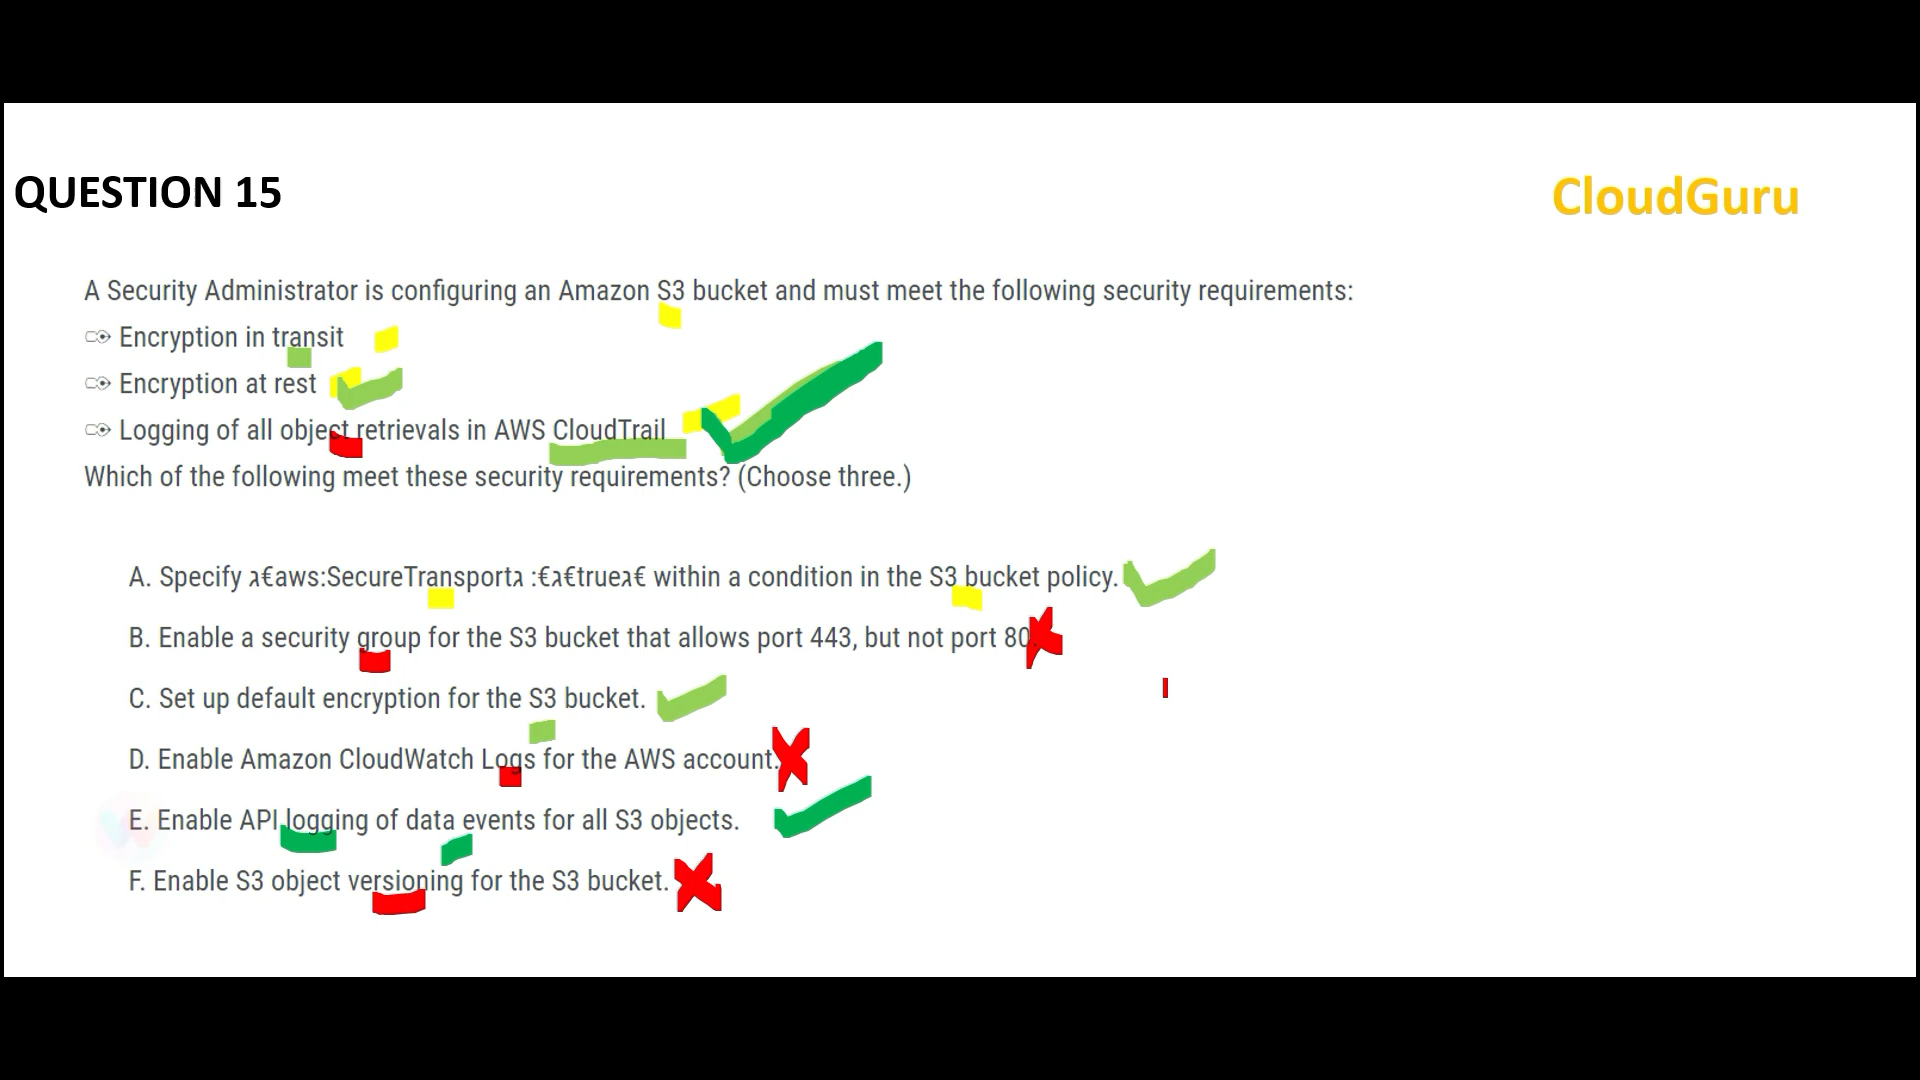 QUESTION 15
CloudGuru
A Security Administrator is configuring an Amazon S3 bucket and must meet the following security requirements:
Encryption in transit
Encryption at rest
Logging of all object retrievals in AWS CloudTrail
Which of the following meet these security requirements? (Choose three.)
A. Specify ג€aws:SecureTransportג :€ג€trueג€ within a condition in the S3 bucket policy.
B. Enable a security group for the S3 bucket that allows port 443, but not port 80.
C. Set up default encryption for the S3 bucket.
D. Enable Amazon CloudWatch Logs for the AWS account.
E. Enable API logging of data events for all S3 objects.
F. Enable S3 object versioning for the S3 bucket.